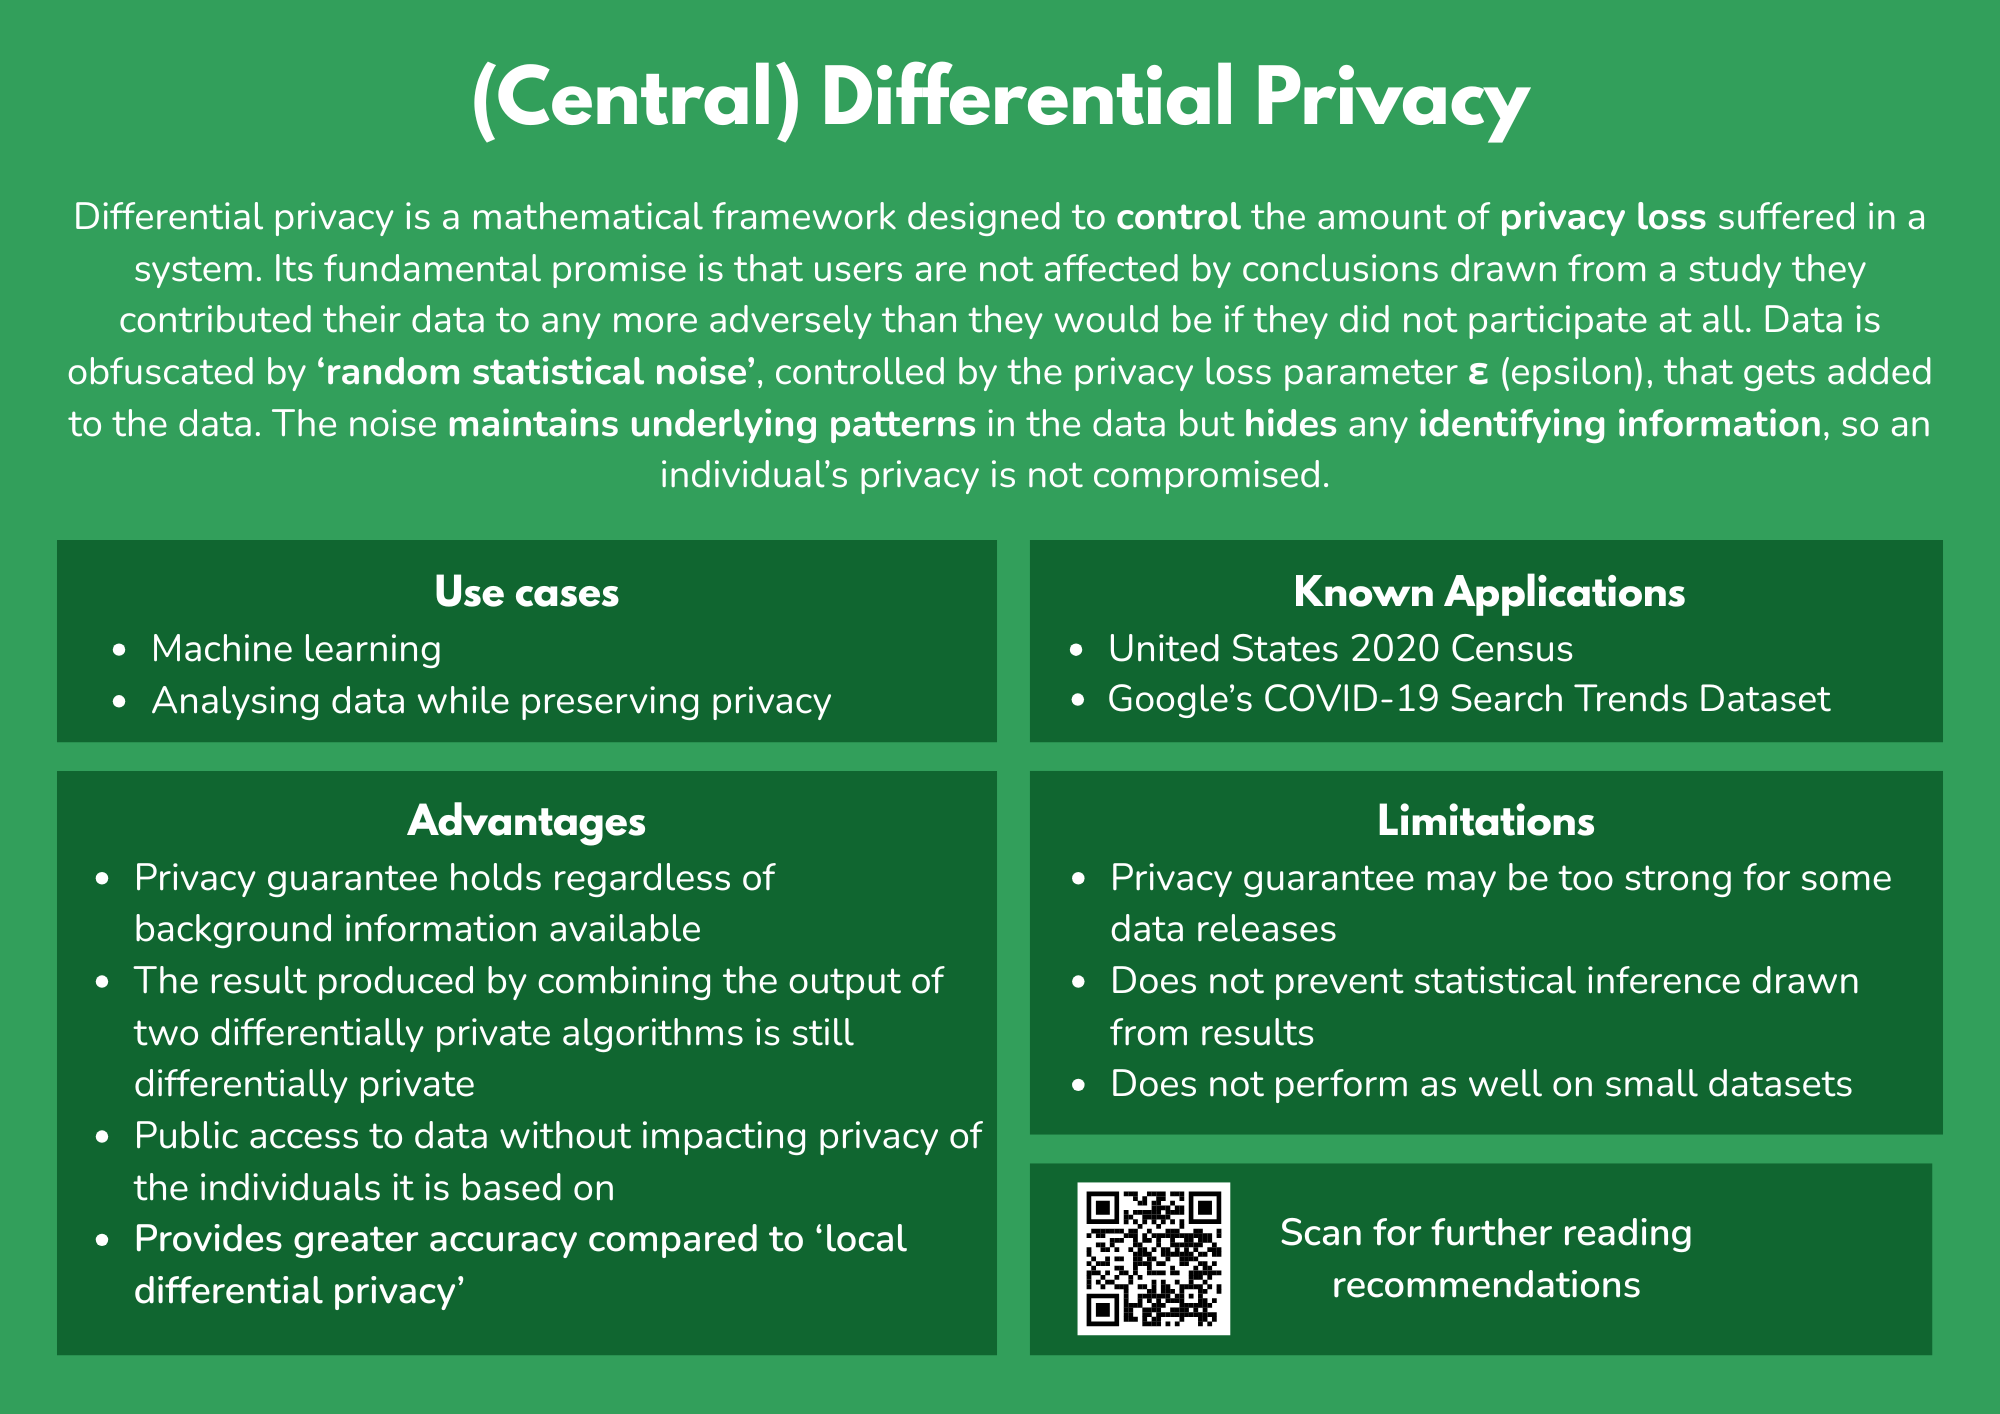 (Central) Differential Privacy
Differential privacy is a mathematical framework designed to control the amount of privacy loss suffered in a
system. Its fundamental promise is that users are not affected by conclusions drawn from a study they
contributed their data to any more adversely than they would be if they did not participate at all. Data is
obfuscated by ‘random statistical noise’, controlled by the privacy loss parameter ε (epsilon), that gets added
to the data. The noise maintains underlying patterns in the data but hides any identifying information, so an
individual’s privacy is not compromised.
Use cases
• Machine learning
• Analysing data while preserving privacy
Known Applications
• United States 2020 Census
• Google’s COVID-19 Search Trends Dataset
Advantages
• Privacy guarantee holds regardless of
background information available
• The result produced by combining the output of
two differentially private algorithms is still
differentially private
• Public access to data without impacting privacy of
the individuals it is based on
• Provides greater accuracy compared to ‘local
differential privacy’
Limitations
• Privacy guarantee may be too strong for some
data releases
• Does not prevent statistical inference drawn
from results
• Does not perform as well on small datasets
Scan for further reading
recommendations